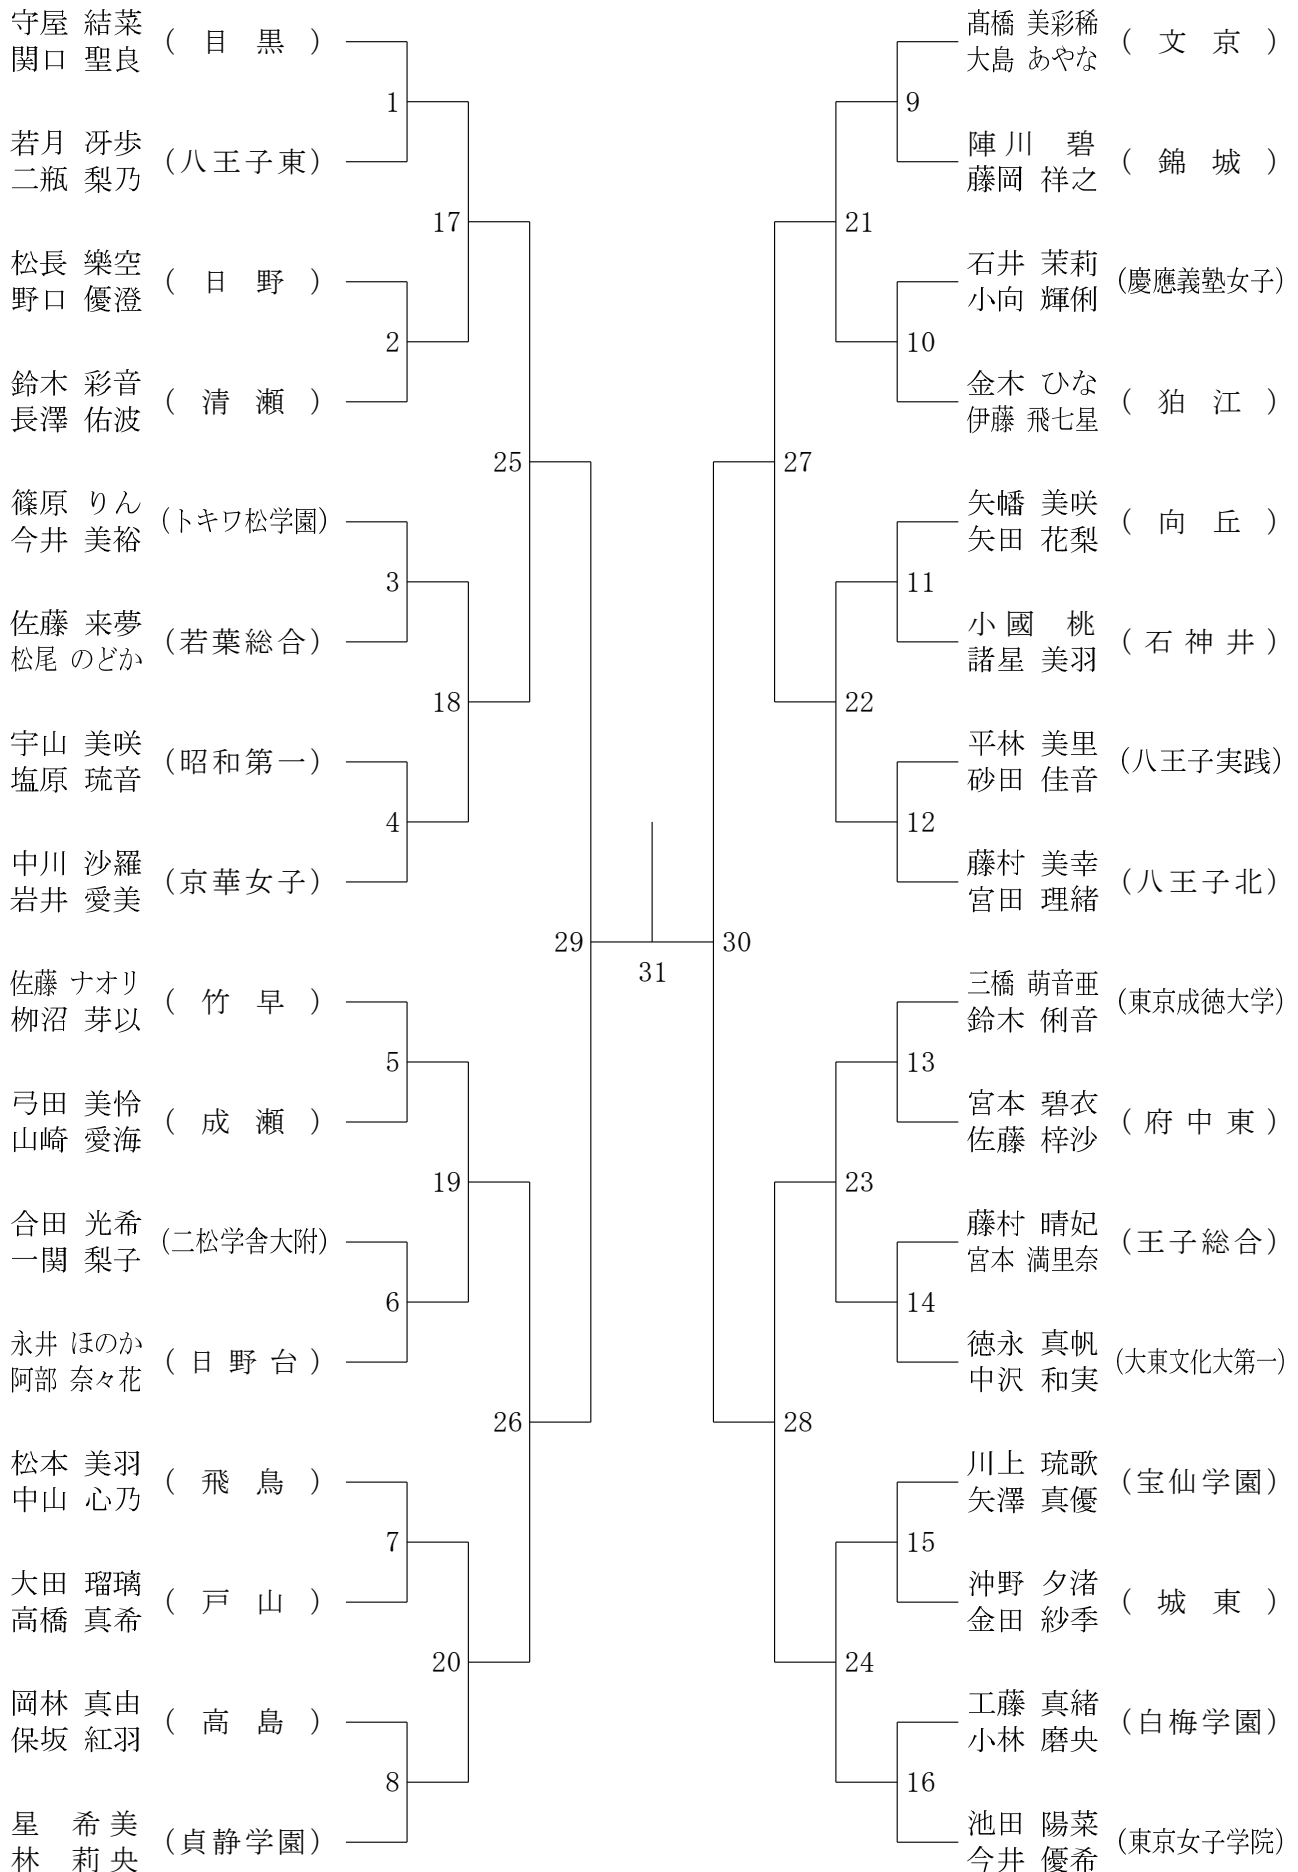 守屋 結菜
関口 聖良
( 目 黒 )
1
若月 冴歩
二瓶 梨乃
(八王子東)
17
松長 樂空
野口 優澄
( 日 野 )
2
鈴木 彩音
長澤 佑波
( 清 瀬 )
25
篠原 りん
今井 美裕
(トキワ松学園)
3
佐藤 来夢
松尾 のどか
(若葉総合)
18
宇山 美咲
塩原 琉音
(昭和第一)
4
中川 沙羅
岩井 愛美
(京華女子)
29
佐藤 ナオリ
栁沼 芽以
( 竹 早 )
5
弓田 美怜
山崎 愛海
( 成 瀬 )
19
合田 光希
一関 梨子
(二松学舎大附)
6
永井 ほのか
阿部 奈々花
( 日 野 台 )
26
松本 美羽
中山 心乃
( 飛 鳥 )
7
大田 瑠璃
高橋 真希
( 戸 山 )
20
岡林 真由
保坂 紅羽
( 高 島 )
8
星 希美
林 莉央
(貞静学園)
31
髙橋 美彩稀
大島 あやな
( 文 京 )
9
陣川 碧
藤岡 祥之
( 錦 城 )
21
石井 茉莉
小向 輝俐
(慶應義塾女子)
10
金木 ひな
伊藤 飛七星
( 狛 江 )
27
矢幡 美咲
矢田 花梨
( 向 丘 )
11
小國 桃
諸星 美羽
( 石 神 井 )
22
平林 美里
砂田 佳音
(八王子実践)
12
藤村 美幸
宮田 理緒
(八王子北)
30
三橋 萌音亜
鈴木 俐音
(東京成徳大学)
13
宮本 碧衣
佐藤 梓沙
( 府 中 東 )
23
藤村 晴妃
宮本 満里奈
(王子総合)
14
徳永 真帆
中沢 和実
(大東文化大第一)
28
川上 琉歌
矢澤 真優
(宝仙学園)
15
沖野 夕渚
金田 紗季
( 城 東 )
24
工藤 真緒
小林 磨央
(白梅学園)
16
池田 陽菜
今井 優希
(東京女子学院)